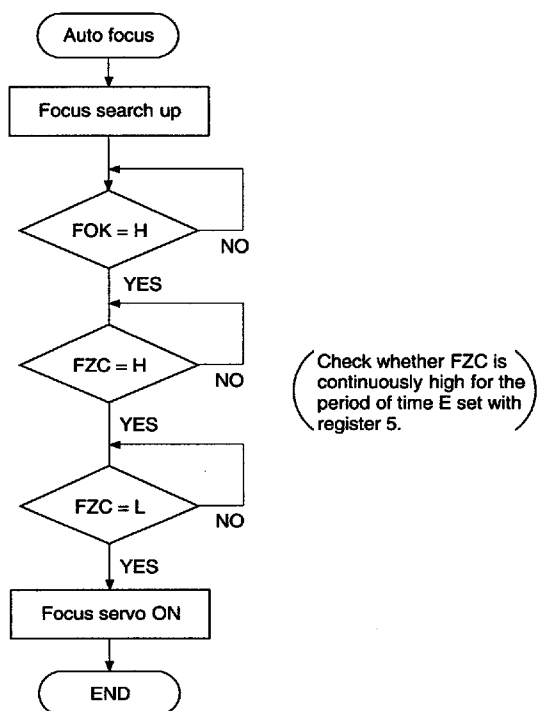 Auto focus
Focus search up
FOK = H
NO
YES
FZC = H
NO
Check whether FZC is
continuously high for the
period of time E set with
register 5.
YES
FZC = L
NO
YES
Focus servo ON
END